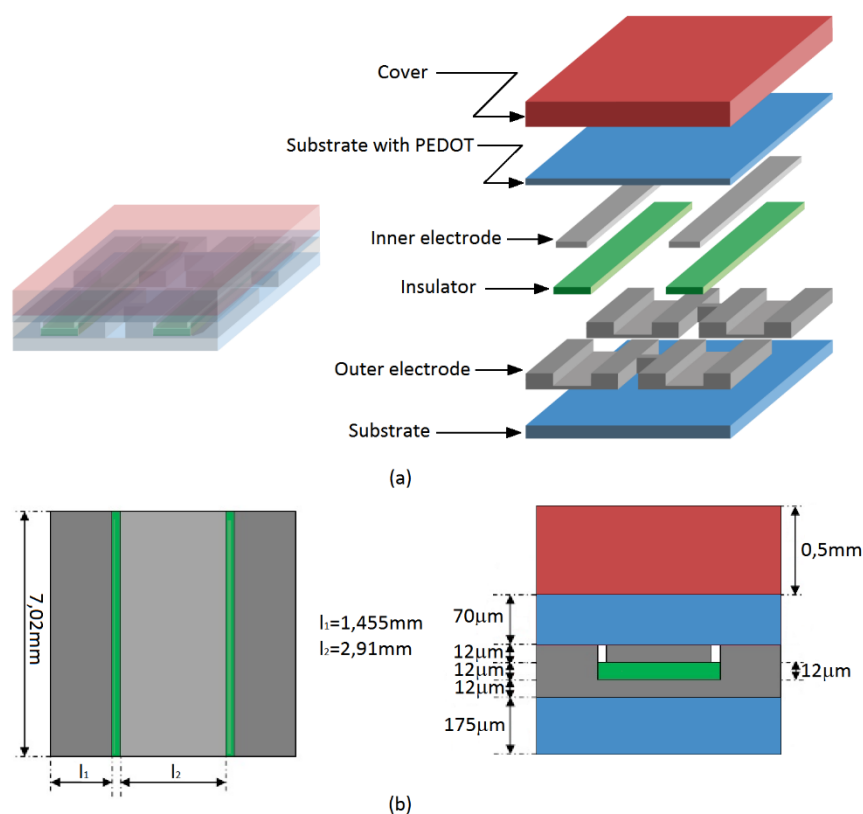 Cover
Substrate with PEDOT
Inner electrode
Insulator
Outer electrode
Substrate
(a)
7,02mm
l₁=1,455mm
l₂=2,91mm
l₁
l₂
0,5mm
70µm
12µm
12µm
12µm
12µm
175µm
(b)